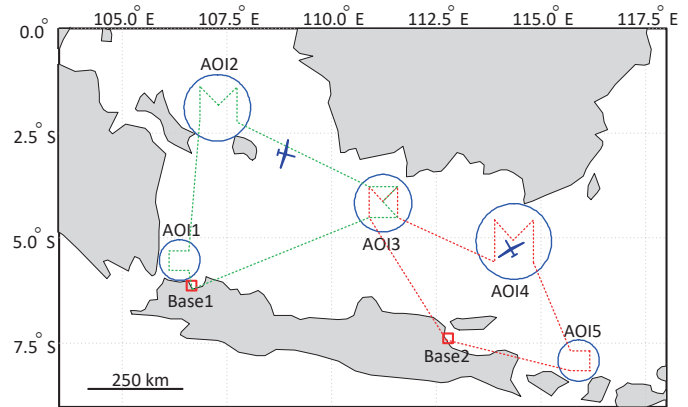 105.0° E 107.5° E 110.0° E 112.5° E 115.0° E 117.5° E
0.0°
AOI2
2.5° S
AOI1
AOI3
5.0° S
AOI4
Base1
AOI5
Base2
7.5° S
250 km